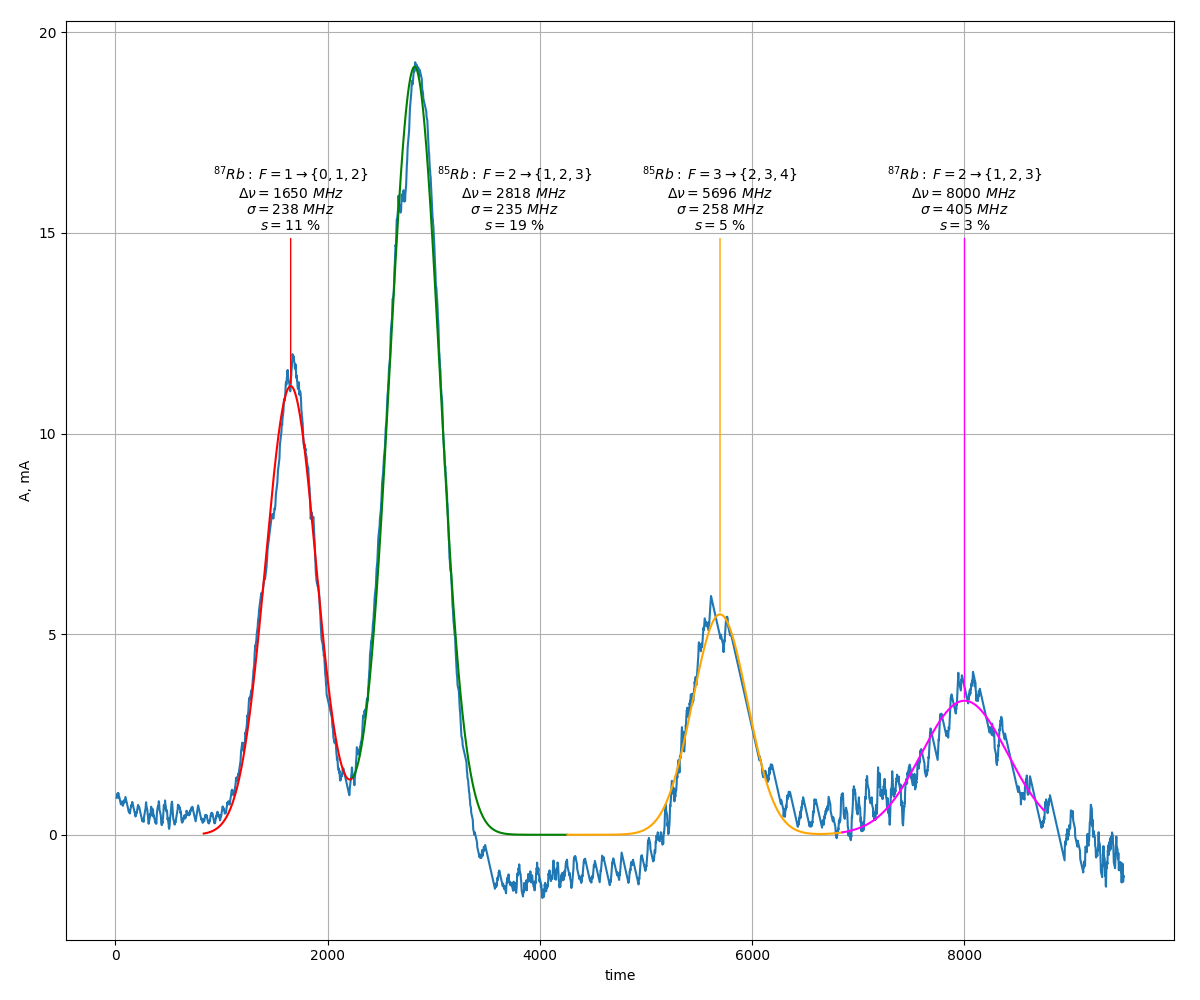 20
15
10
5
0
A, mA
⁸⁷Rb : F = 1 → {0, 1, 2}
Δν = 1650 MHz
σ = 238 MHz
s = 11 %
⁸⁵Rb : F = 2 → {1, 2, 3}
Δν = 2818 MHz
σ = 235 MHz
s = 19 %
⁸⁵Rb : F = 3 → {2, 3, 4}
Δν = 5696 MHz
σ = 258 MHz
s = 5 %
⁸⁷Rb : F = 2 → {1, 2, 3}
Δν = 8000 MHz
σ = 405 MHz
s = 3 %
0 2000 4000 6000 8000
time